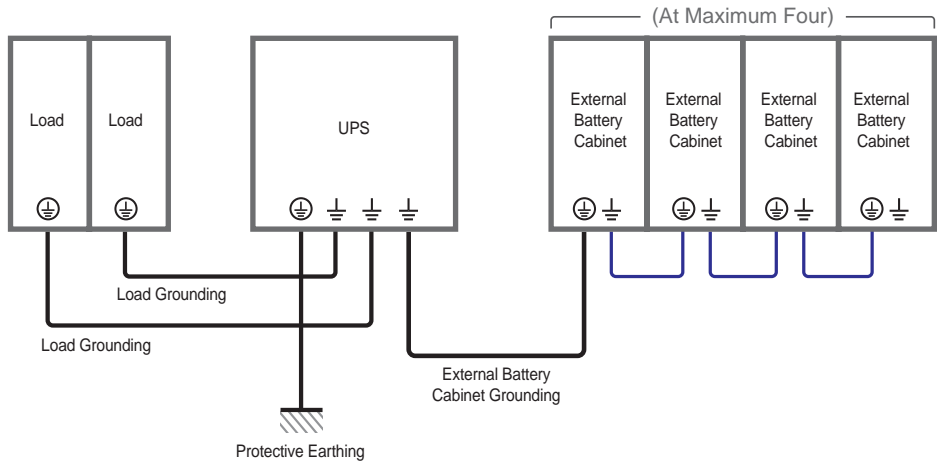 (At Maximum Four)
Load
Load
UPS
External
Battery
Cabinet
External
Battery
Cabinet
External
Battery
Cabinet
External
Battery
Cabinet
Load Grounding
Load Grounding
External Battery
Cabinet Grounding
Protective Earthing